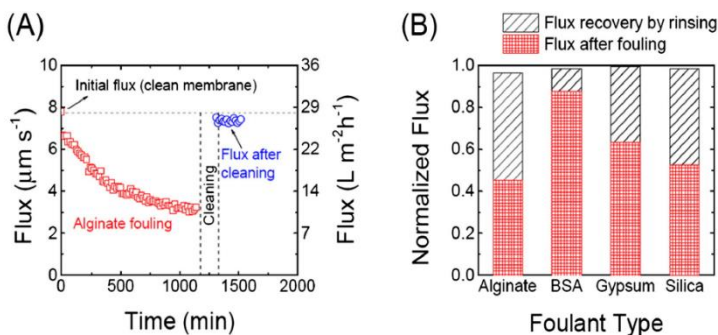 (A)
Flux (μm s⁻¹)
10
8
6
4
2
0
Initial flux (clean membrane)
Alginate fouling
Cleaning
Flux after
cleaning
36
29
22
14
7
Flux (L m⁻²h⁻¹)
0 500 1000 1500 2000
Time (min)
(B)
Flux recovery by rinsing
Flux after fouling
Normalized Flux
1.0
0.8
0.6
0.4
0.2
0.0
Alginate BSA Gypsum Silica
Foulant Type